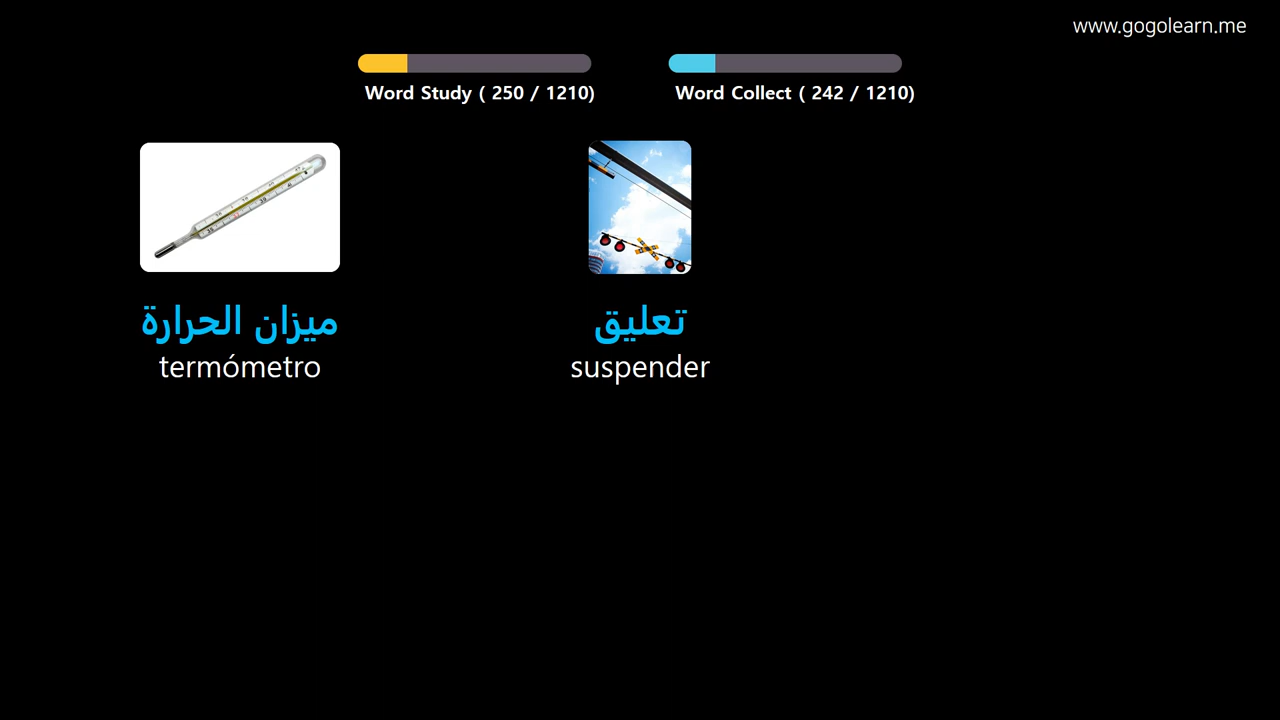 www.gogolearn.me
Word Study ( 250 / 1210)
Word Collect ( 242 / 1210)
ميزان الحرارة
termómetro
تعليق
suspender